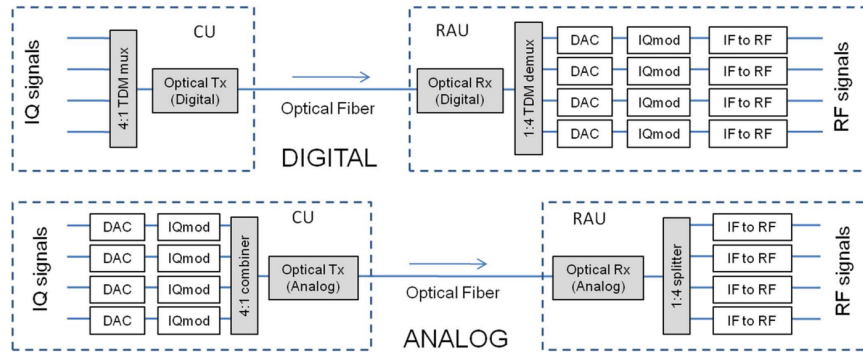 CU
RAU
IQ signals
4:1 TDM mux
Optical Tx
(Digital)
Optical Fiber
Optical Rx
(Digital)
1:4 TDM demux
DAC IQmod IF to RF
DAC IQmod IF to RF
DAC IQmod IF to RF
DAC IQmod IF to RF
RF signals
DIGITAL
CU
RAU
IQ signals
DAC IQmod
DAC IQmod
DAC IQmod
DAC IQmod
4:1 combiner
Optical Tx
(Analog)
Optical Fiber
Optical Rx
(Analog)
1:4 splitter
IF to RF
IF to RF
IF to RF
IF to RF
RF signals
ANALOG